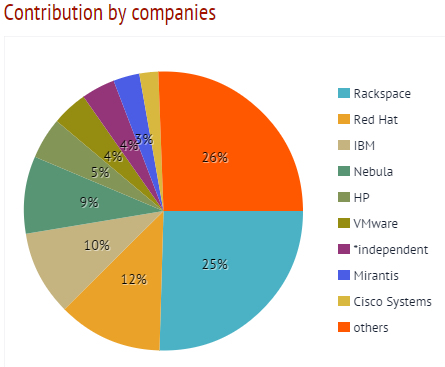 Contribution by companies
26%
25%
12%
10%
9%
5%
4%
4%
3%
Rackspace
Red Hat
IBM
Nebula
HP
VMware
*independent
Mirantis
Cisco Systems
others